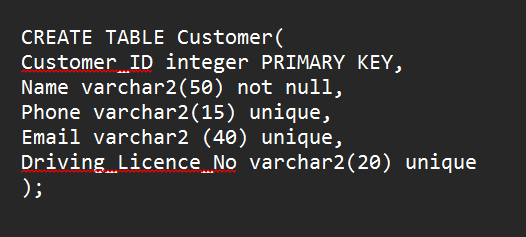 CREATE TABLE Customer(
Customer_ID integer PRIMARY KEY,
Name varchar2(50) not null,
Phone varchar2(15) unique,
Email varchar2 (40) unique,
Driving_Licence_No varchar2(20) unique
);